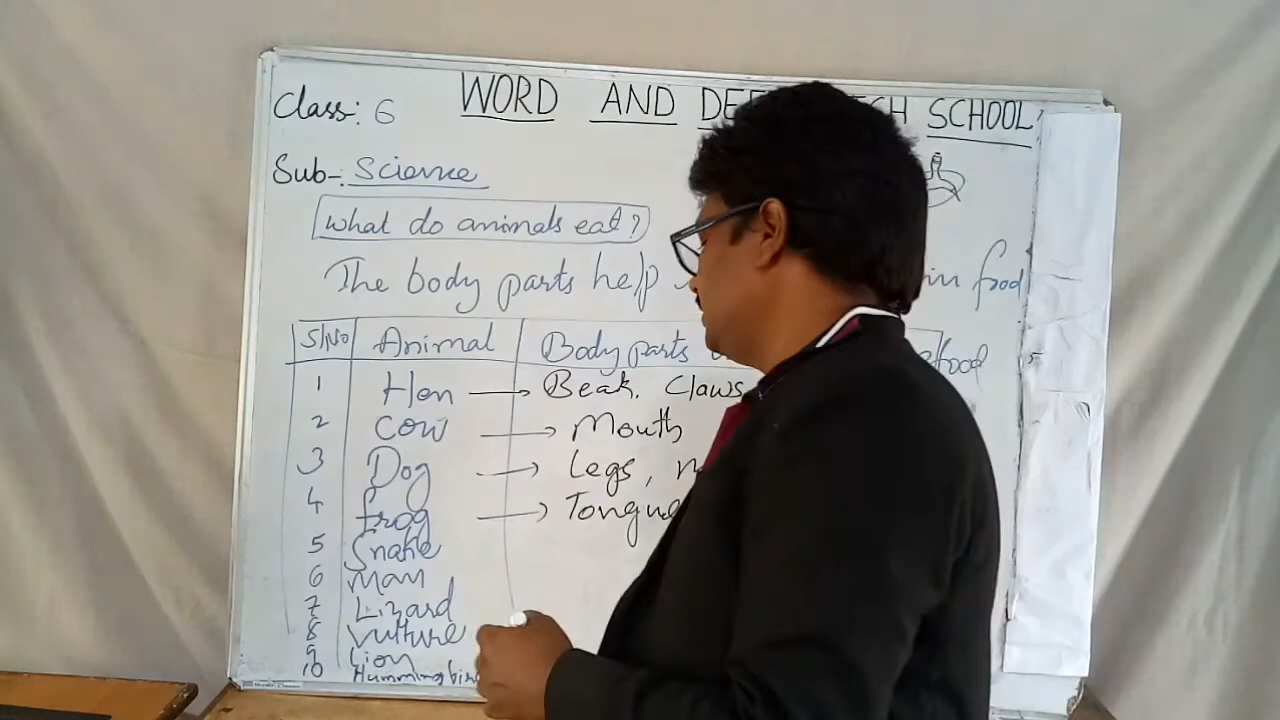 Class:- 6
WORD AND DEE CH SCHOOL
Sub-:- Science
What do animals eat?
The body parts help in food
S/No Animal Body parts food
1 Hen → Beak, Claws
2 Cow → Mouth
3 Dog → Legs,
4 frog → Tongue
5 Snake
6 Man
7 Lizard
8 Vulture
9 Lion
10 Humming bir